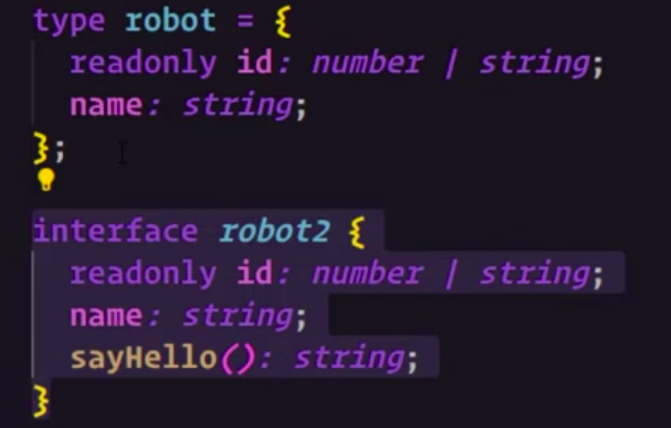 type robot = {
  readonly id: number | string;
  name: string;
};
interface robot2 {
  readonly id: number | string;
  name: string;
  sayHello(): string;
}